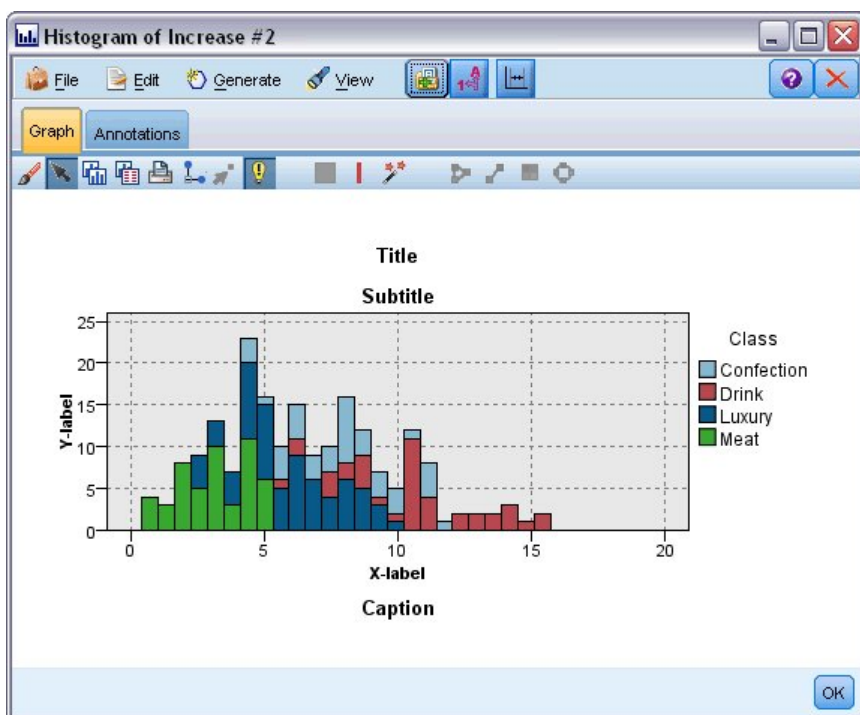 Histogram of Increase #2
File Edit Generate View
Graph Annotations
Title
Subtitle
Y-label
25
20
15
10
5
0
0 5 10 15 20
X-label
Caption
Class
Confection
Drink
Luxury
Meat
OK